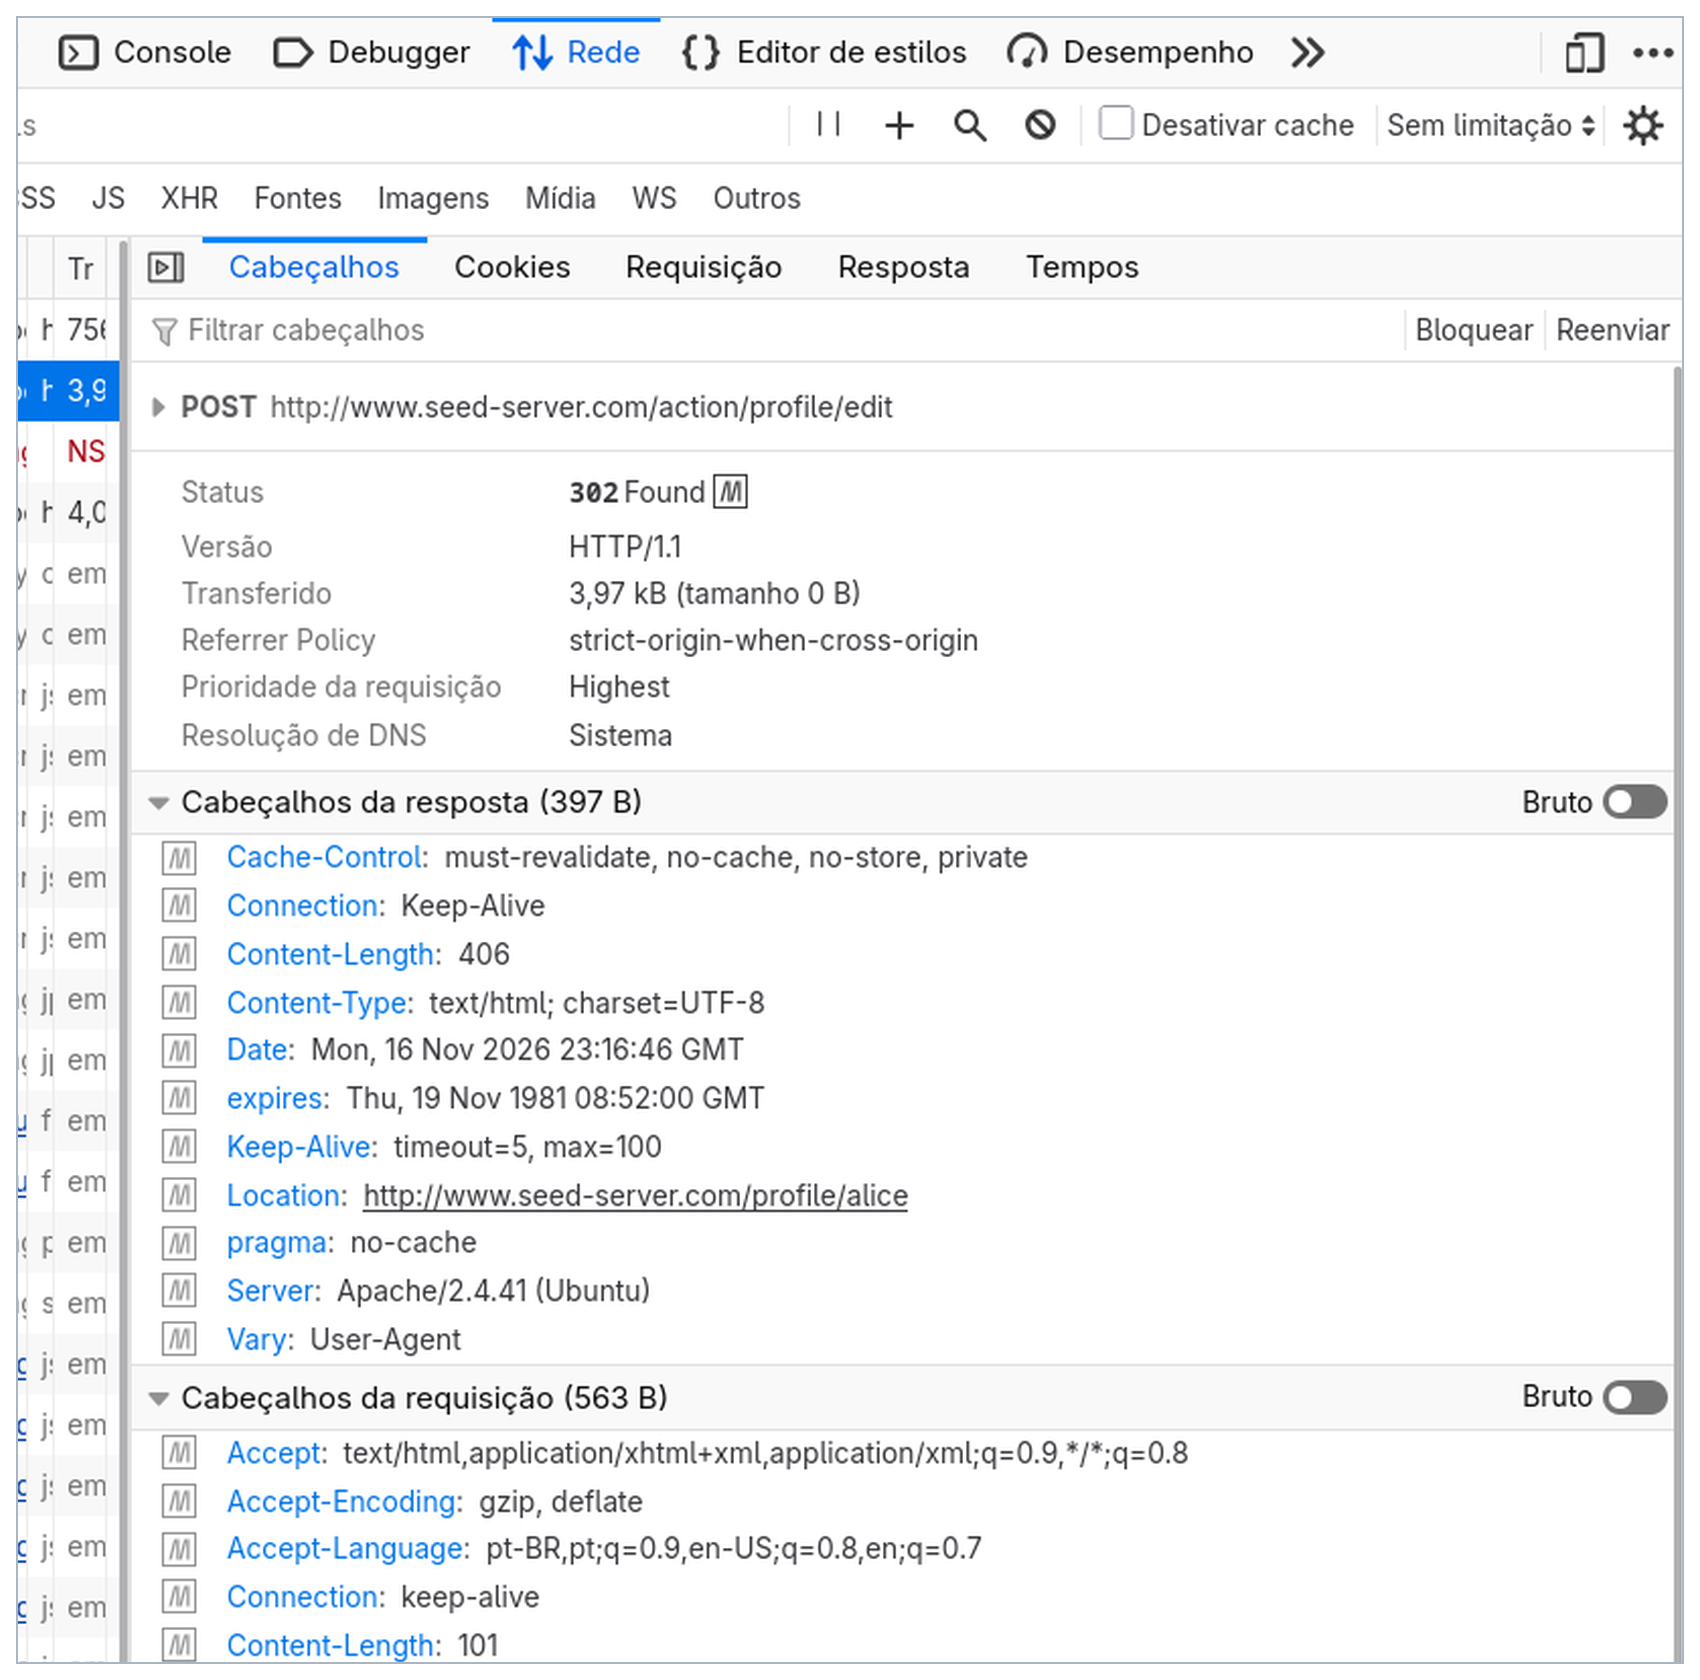 Console Debugger Rede Editor de estilos Desempenho
Desativar cache Sem limitação
JS XHR Fontes Imagens Mídia WS Outros
Tr
Cabeçalhos Cookies Requisição Resposta Tempos
Filtrar cabeçalhos Bloquear Reenviar
POST http://www.seed-server.com/action/profile/edit
Status 302 Found
Versão HTTP/1.1
Transferido 3,97 kB (tamanho 0 B)
Referrer Policy strict-origin-when-cross-origin
Prioridade da requisição Highest
Resolução de DNS Sistema
Cabeçalhos da resposta (397 B) Bruto
Cache-Control: must-revalidate, no-cache, no-store, private
Connection: Keep-Alive
Content-Length: 406
Content-Type: text/html; charset=UTF-8
Date: Mon, 16 Nov 2026 23:16:46 GMT
expires: Thu, 19 Nov 1981 08:52:00 GMT
Keep-Alive: timeout=5, max=100
Location: http://www.seed-server.com/profile/alice
pragma: no-cache
Server: Apache/2.4.41 (Ubuntu)
Vary: User-Agent
Cabeçalhos da requisição (563 B) Bruto
Accept: text/html,application/xhtml+xml,application/xml;q=0.9,*/*;q=0.8
Accept-Encoding: gzip, deflate
Accept-Language: pt-BR,pt;q=0.9,en-US;q=0.8,en;q=0.7
Connection: keep-alive
Content-Length: 101